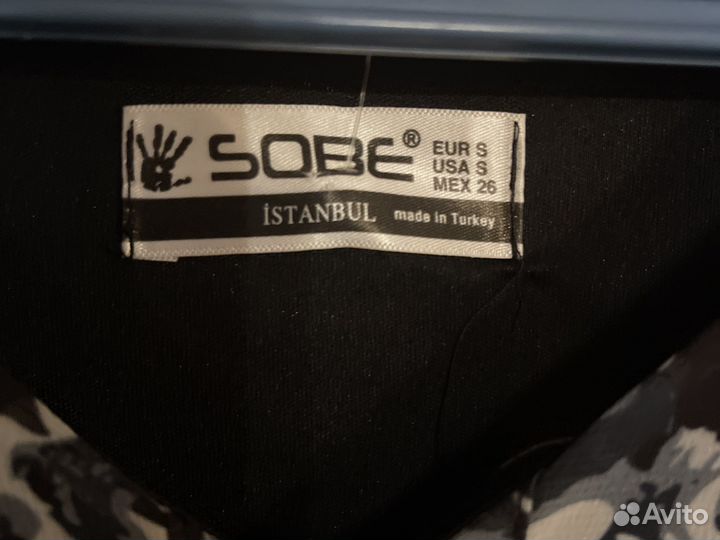 SOBE®
EUR S
USA S
MEX 26
İSTANBUL made in Turkey
Avito